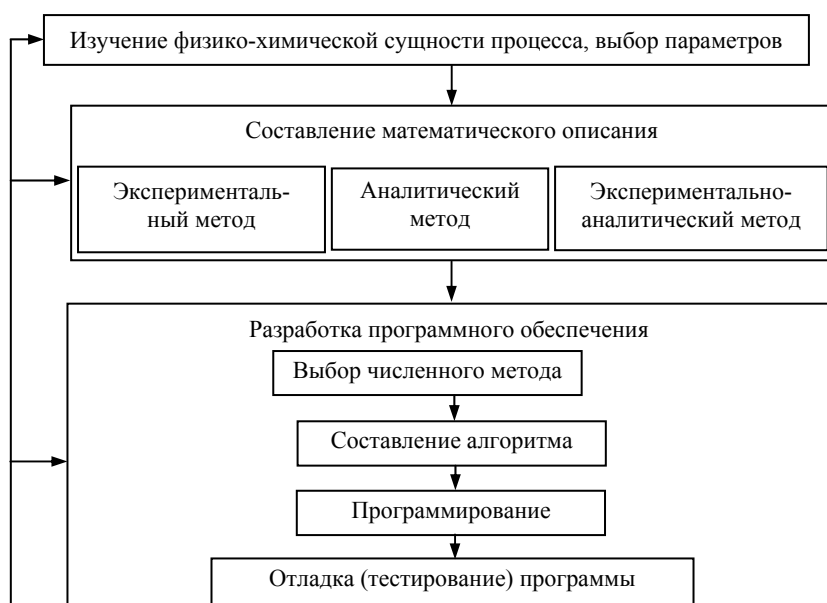 Изучение физико-химической сущности процесса, выбор параметров
Составление математического описания
Эксперименталь-
ный метод
Аналитический
метод
Экспериментально-
аналитический метод
Разработка программного обеспечения
Выбор численного метода
Составление алгоритма
Программирование
Отладка (тестирование) программы